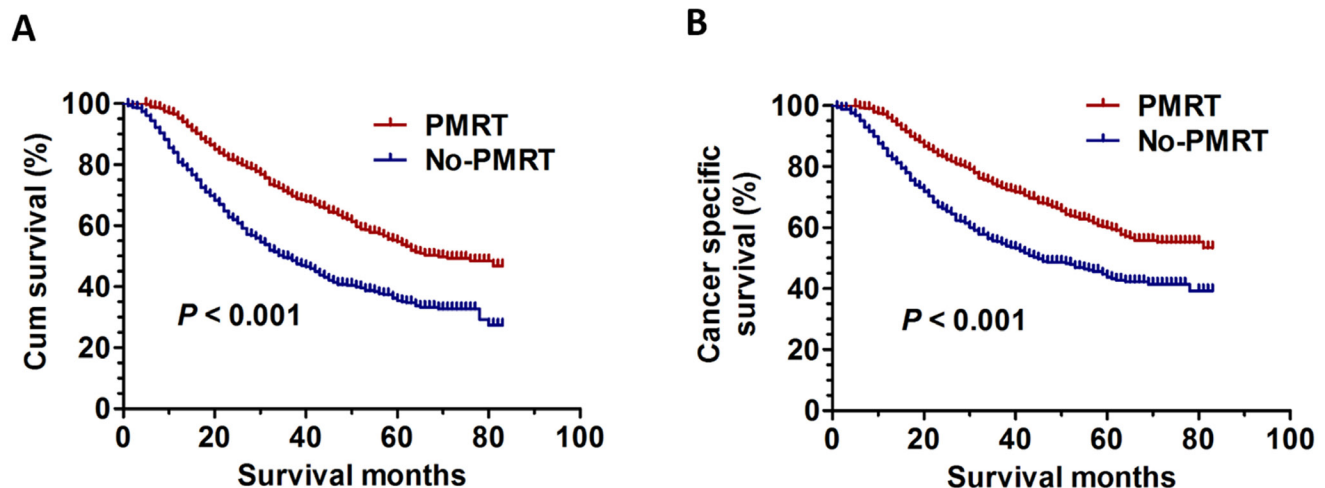 A
Cum survival (%)
100
80
60
40
20
0
PMRT
No-PMRT
P < 0.001
0 20 40 60 80 100
Survival months
B
Cancer specific
survival (%)
100
80
60
40
20
0
PMRT
No-PMRT
P < 0.001
0 20 40 60 80 100
Survival months